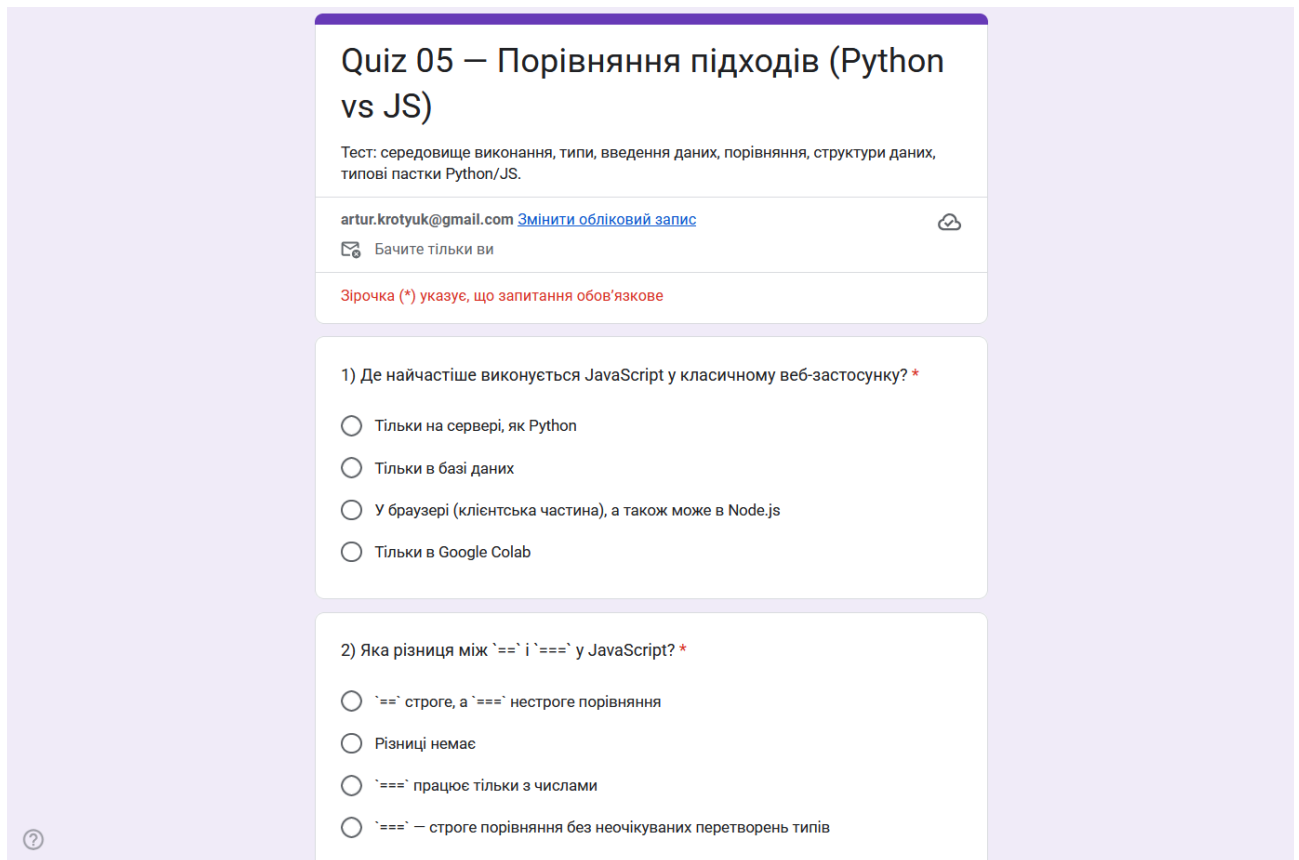 Quiz 05 — Порівняння підходів (Python
vs JS)
Тест: середовище виконання, типи, введення даних, порівняння, структури даних,
типові пастки Python/JS.
artur.krotyuk@gmail.com Змінити обліковий запис
Бачите тільки ви
Зірочка (*) указує, що запитання обов'язкове
1) Де найчастіше виконується JavaScript у класичному веб-застосунку? *
Тільки на сервері, як Python
Тільки в базі даних
У браузері (клієнтська частина), а також може в Node.js
Тільки в Google Colab
2) Яка різниця між `==` і `===` у JavaScript? *
`==` строге, а `===` нестроге порівняння
Різниці немає
`===` працює тільки з числами
`===` — строге порівняння без неочікуваних перетворень типів